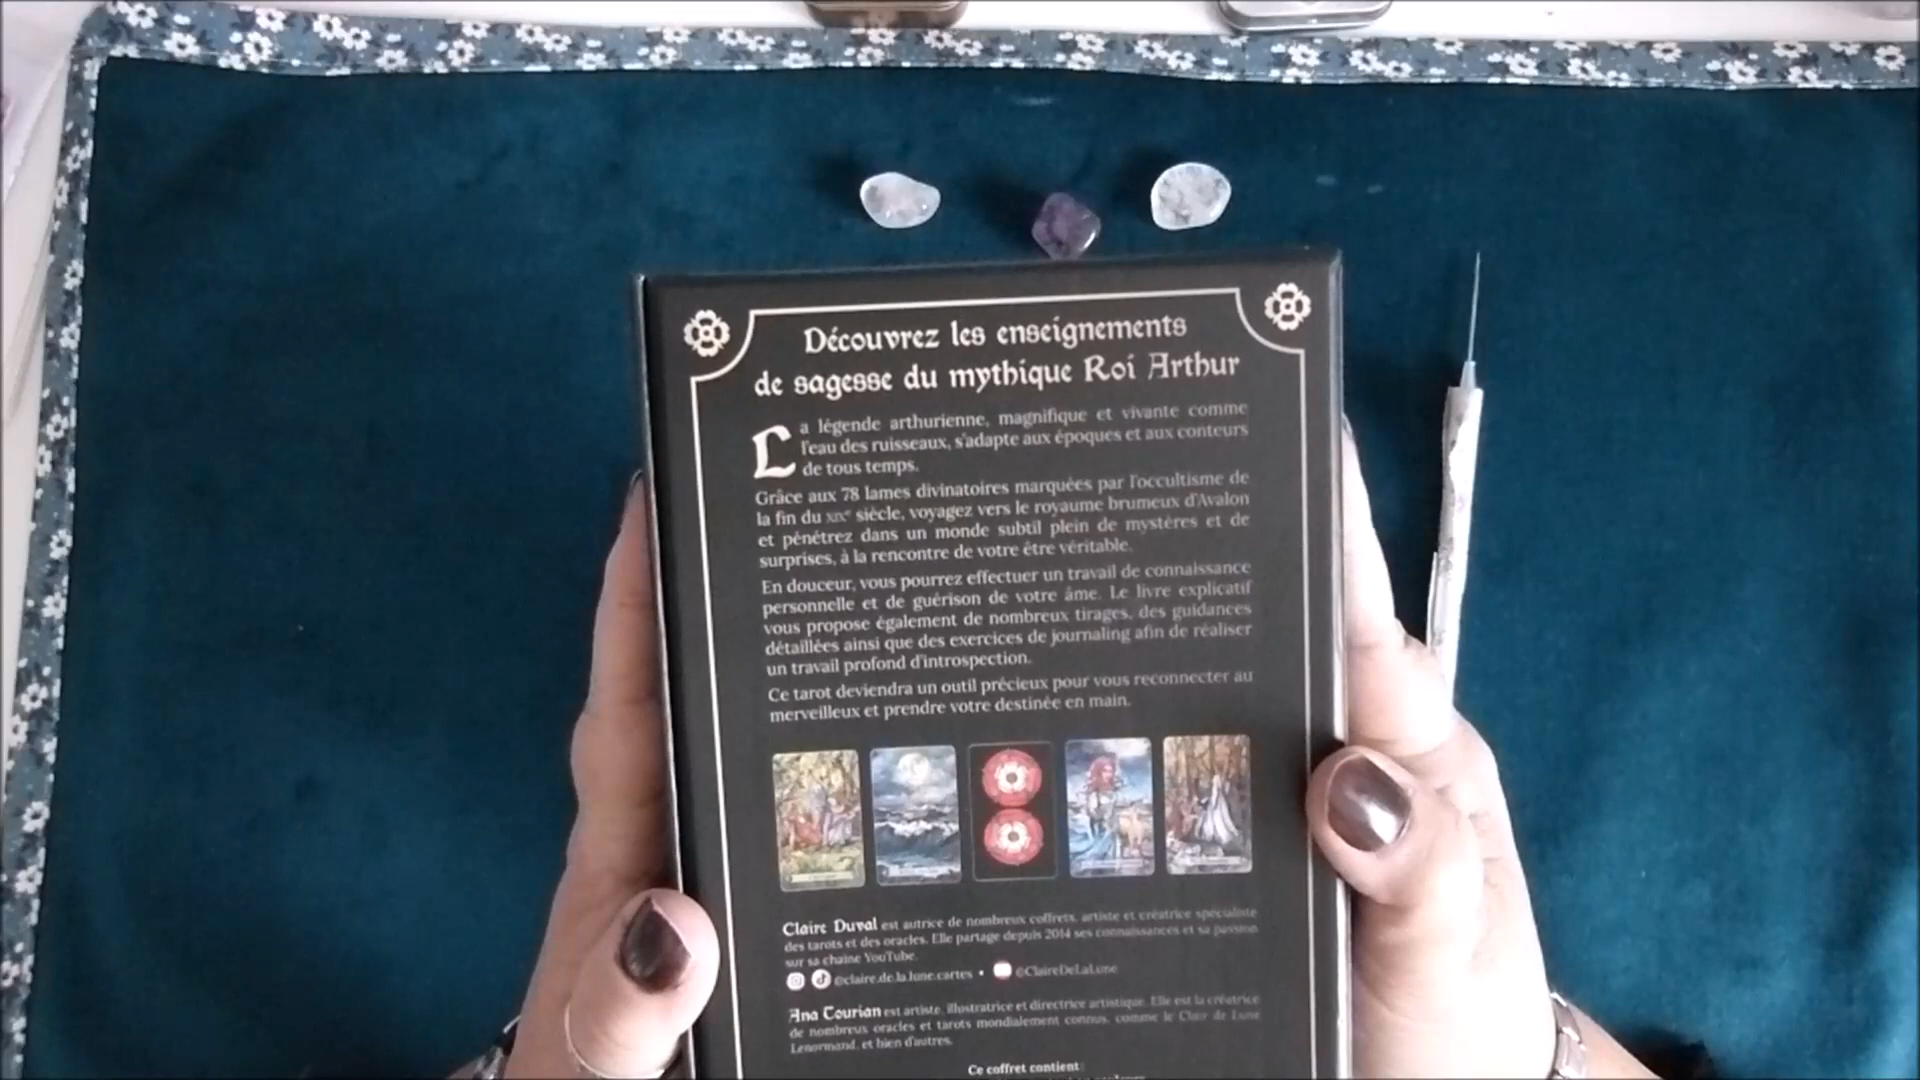 Découvrez les enseignements
de sagesse du mythique Roi Arthur
La légende arthurienne, magnifique et vivante comme
l'eau des ruisseaux, s'adapte aux époques et aux conteurs
de tous temps.
Grâce aux 78 lames divinatoires marquées par l'occultisme de
la fin du XIXe siècle, voyagez vers le royaume brumeux d'Avalon
et pénétrez dans un monde subtil plein de mystères et de
surprises, à la rencontre de votre être véritable.
En douceur, vous pourrez effectuer un travail de connaissance
personnelle et de guérison de votre âme. Le livre explicatif
vous propose également de nombreux tirages, des guidances
détaillées ainsi que des exercices de journaling afin de réaliser
un travail profond d'introspection.
Ce tarot deviendra un outil précieux pour vous reconnecter au
merveilleux et prendre votre destinée en main.
Claire Duval est autrice de nombreux coffrets, artiste et créatrice spécialiste
des tarots et des oracles. Elle partage depuis 2014 ses connaissances et sa passion
sur sa chaîne YouTube.
@claire.de.la.lune.cartes • @ClaireDeLaLune
Ana Courian est artiste, illustratrice et directrice artistique. Elle est la créatrice
de nombreux oracles et tarots mondialement connus, comme le Clair de Lune
Lenormand, et bien d'autres.
Ce coffret contient: